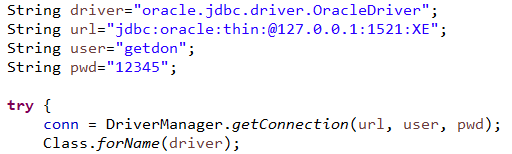 String driver="oracle.jdbc.driver.OracleDriver";
String url="jdbc:oracle:thin:@127.0.0.1:1521:XE";
String user="getdon";
String pwd="12345";
try {
conn = DriverManager.getConnection(url, user, pwd);
Class.forName(driver);